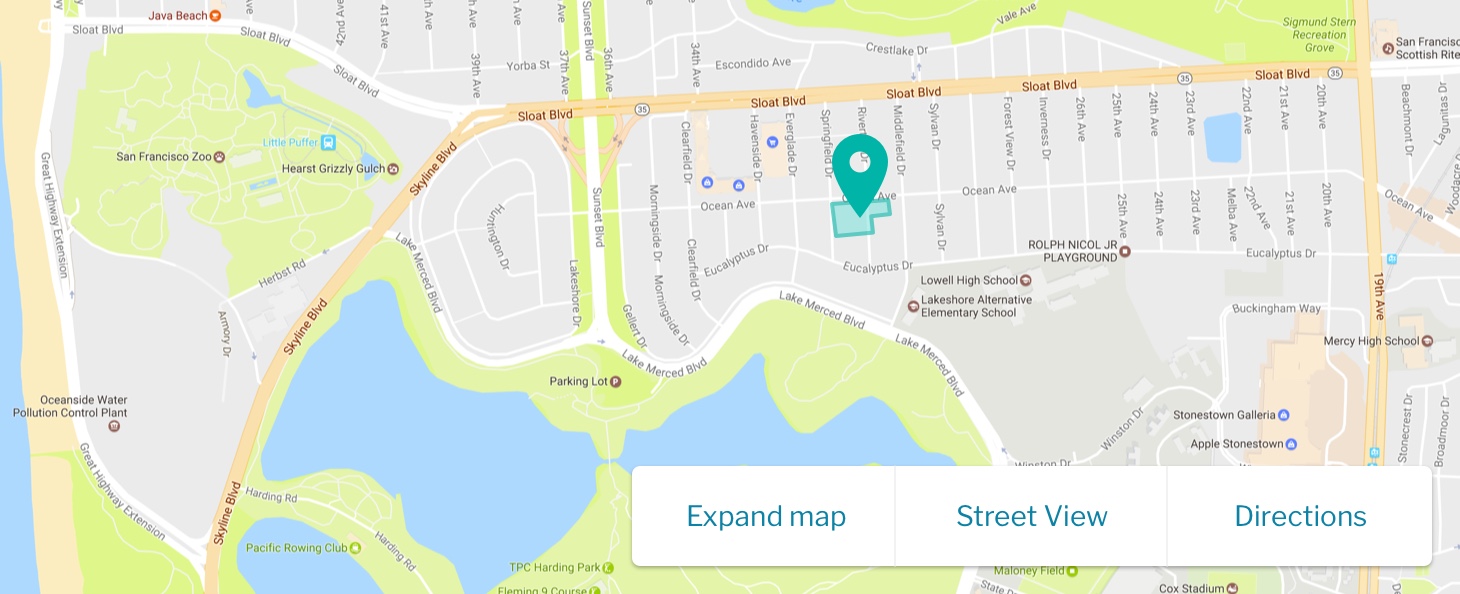 Java Beach
Sloat Blvd
Sloat Blvd
Sloat Blvd
42nd Ave
41st Ave
39th Ave
37th Ave
Sunset Blvd
36th Ave
34th Ave
Yorba St
Escondido Ave
Crestlake Dr
Vale Ave
Sigmund Stern
Recreation
Grove
San Francisc
Scottish Rite
Sloat Blvd
35
Sloat Blvd
Sloat Blvd
Sloat Blvd
35
Sloat Blvd
35
Little Puffer
San Francisco Zoo
Hearst Grizzly Gulch
Skyline Blvd
Great Highway Extension
Clearfield Dr
Havenside Dr
Everglade Dr
Springfield Dr
River
Dr
Middlefield Dr
Sylvan Dr
Forest View Dr
Inverness Dr
26th Ave
25th Ave
24th Ave
23rd Ave
22nd Ave
21st Ave
20th Ave
Beachmont Dr
Lagunitas Dr
Ocean Ave
Ave
Ocean Ave
Ocean Ave
Huntington Dr
Sunset Blvd
Morningside Dr
Sylvan Dr
25th Ave
24th Ave
23rd Ave
Melba Ave
22nd Ave
21st Ave
20th Ave
Lake Merced Blvd
Herbst Rd
Lakeshore Dr
Clearfield Dr
Eucalyptus Dr
Eucalyptus Dr
ROLPH NICOL JR
PLAYGROUND
Eucalyptus Dr
Lowell High School
Lakeshore Alternative
Elementary School
Morningside Dr
Gellert Dr
Lake Merced Blvd
Lake Merced Blvd
Lake Merced Blvd
Buckingham Way
19th Ave
Mercy High School
Armory Dr
Skyline Blvd
Parking Lot
Oceanside Water
Pollution Control Plant
Stonestown Galleria
Apple Stonestown
Winston Dr
Winston Dr
Stonecrest Dr
Broadmoor Dr
Great Highway Extension
Skyline Blvd
Harding Rd
Harding Rd
Pacific Rowing Club
TPC Harding Park
Fleming 9 Course
Expand map
Street View
Directions
Maloney Field
State Dr
Cox Stadium